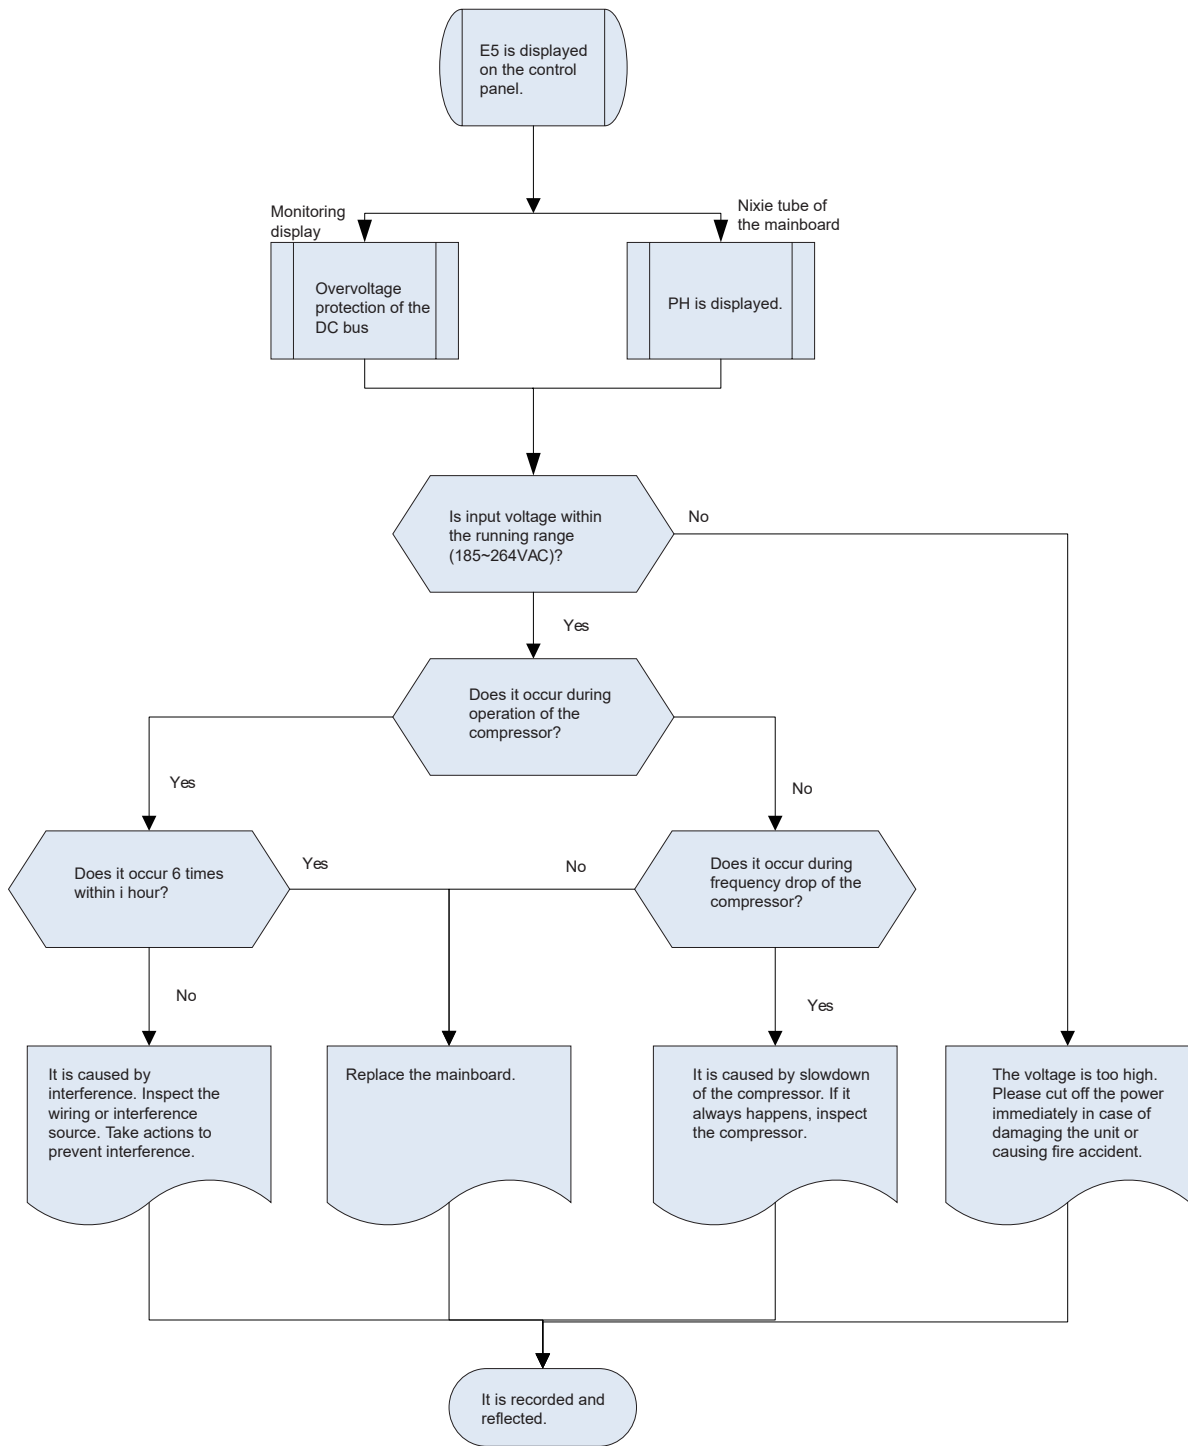 E5 is displayed
on the control
panel.
Monitoring
display
Nixie tube of
the mainboard
Overvoltage
protection of the
DC bus
PH is displayed.
Is input voltage within
the running range
(185~264VAC)?
No
Yes
Does it occur during
operation of the
compressor?
Yes
No
Does it occur 6 times
within i hour?
Yes
No
Does it occur during
frequency drop of the
compressor?
No
Yes
It is caused by
interference. Inspect the
wiring or interference
source. Take actions to
prevent interference.
Replace the mainboard.
It is caused by slowdown
of the compressor. If it
always happens, inspect
the compressor.
The voltage is too high.
Please cut off the power
immediately in case of
damaging the unit or
causing fire accident.
It is recorded and
reflected.